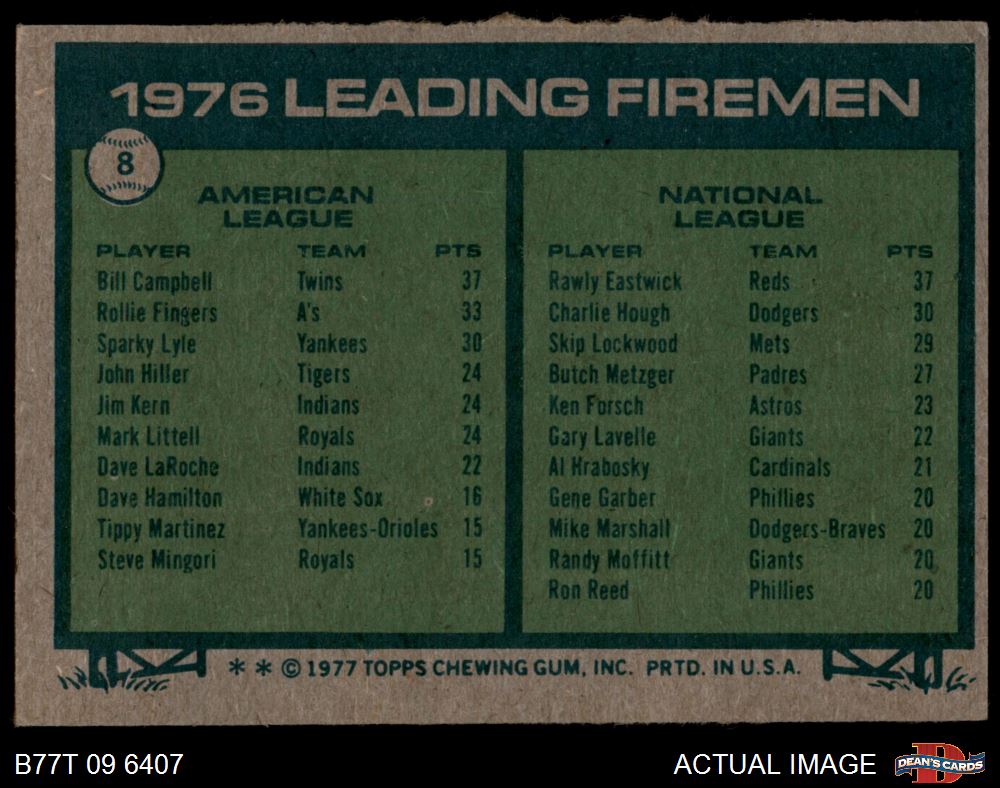 1976 LEADING FIREMEN
8
AMERICAN
LEAGUE
PLAYER TEAM PTS
Bill Campbell Twins 37
Rollie Fingers A's 33
Sparky Lyle Yankees 30
John Hiller Tigers 24
Jim Kern Indians 24
Mark Littell Royals 24
Dave LaRoche Indians 22
Dave Hamilton White Sox 16
Tippy Martinez Yankees-Orioles 15
Steve Mingori Royals 15
NATIONAL
LEAGUE
PLAYER TEAM PTS
Rawly Eastwick Reds 37
Charlie Hough Dodgers 30
Skip Lockwood Mets 29
Butch Metzger Padres 27
Ken Forsch Astros 23
Gary Lavelle Giants 22
Al Hrabosky Cardinals 21
Gene Garber Phillies 20
Mike Marshall Dodgers-Braves 20
Randy Moffitt Giants 20
Ron Reed Phillies 20
* * © 1977 TOPPS CHEWING GUM, INC. PRTD. IN U.S.A.
B77T 09 6407
ACTUAL IMAGE
D
DEAN'S CARDS